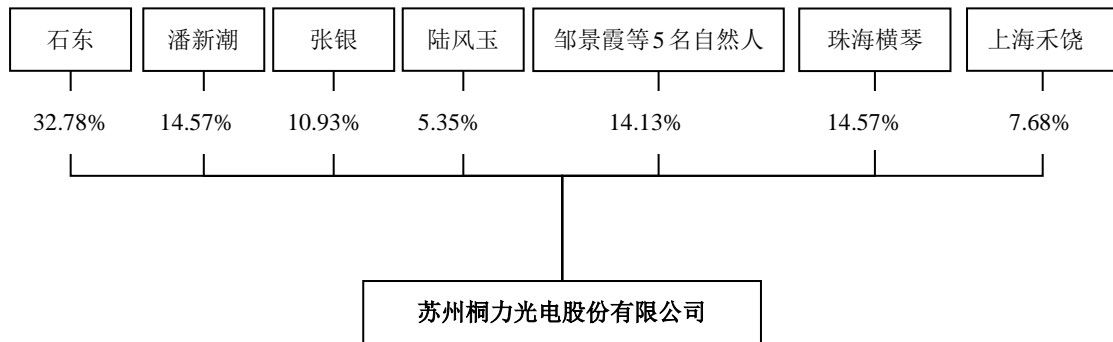 石东 潘新潮 张银 陆风玉 邹景霞等5名自然人 珠海横琴 上海禾饶
32.78% 14.57% 10.93% 5.35% 14.13% 14.57% 7.68%
苏州桐力光电股份有限公司